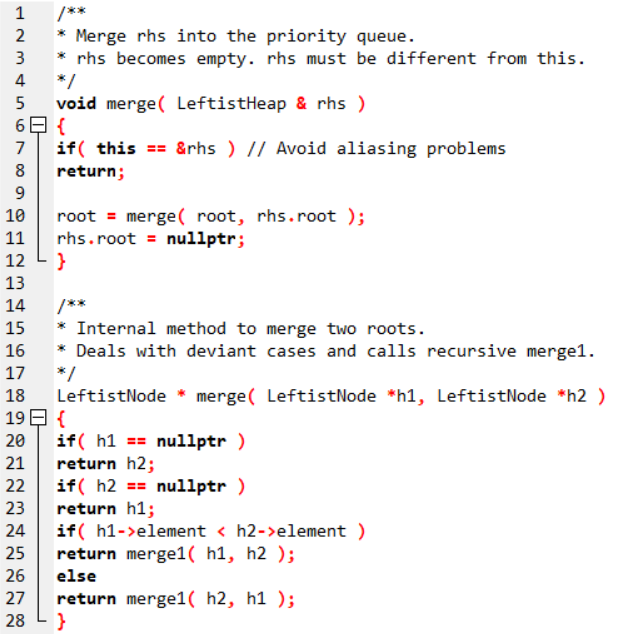 1 /**
2 * Merge rhs into the priority queue.
3 * rhs becomes empty. rhs must be different from this.
4 */
5 void merge( LeftistHeap & rhs )
6 {
7 if( this == &rhs ) // Avoid aliasing problems
8 return;
9
10 root = merge( root, rhs.root );
11 rhs.root = nullptr;
12 }
13
14 /**
15 * Internal method to merge two roots.
16 * Deals with deviant cases and calls recursive merge1.
17 */
18 LeftistNode * merge( LeftistNode *h1, LeftistNode *h2 )
19 {
20 if( h1 == nullptr )
21 return h2;
22 if( h2 == nullptr )
23 return h1;
24 if( h1->element < h2->element )
25 return merge1( h1, h2 );
26 else
27 return merge1( h2, h1 );
28 }